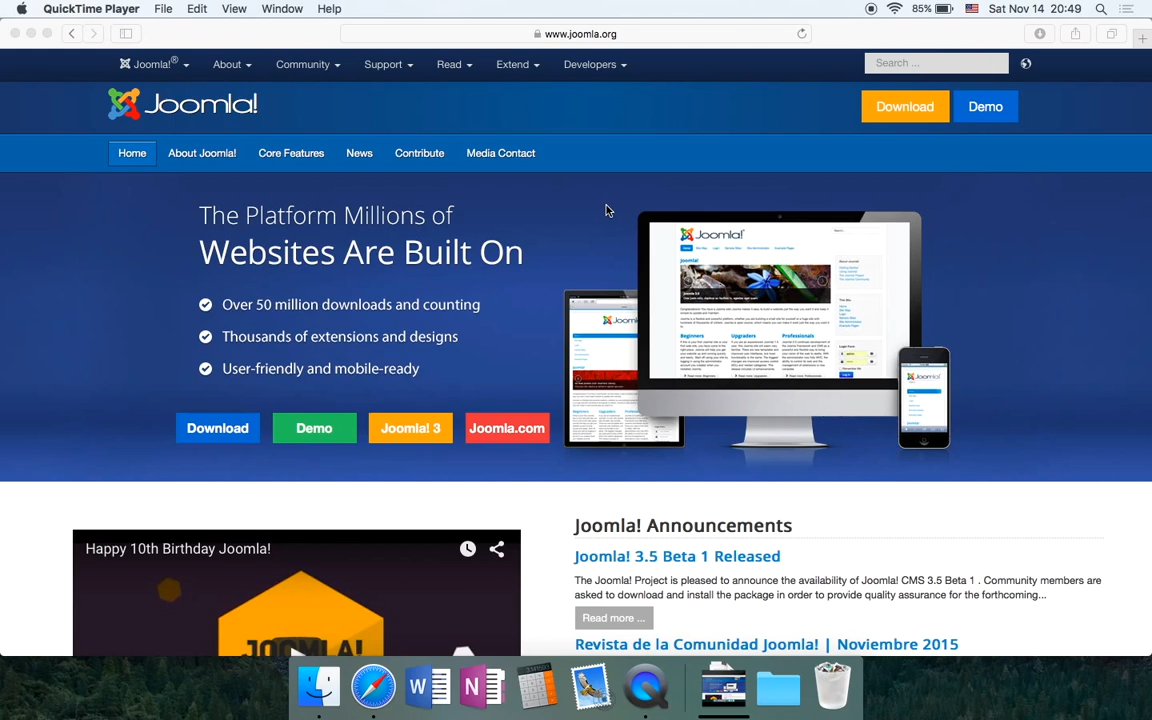 QuickTime Player File Edit View Window Help 85% Sat Nov 14 20:49
www.joomla.org
Joomla!® About Community Support Read Extend Developers Search ...
Joomla! Download Demo
Home About Joomla! Core Features News Contribute Media Contact
The Platform Millions of
Websites Are Built On
Over 50 million downloads and counting
Thousands of extensions and designs
User-friendly and mobile-ready
Download Demo Joomla! 3 Joomla.com
Joomla!
Joomla!
Beginners Upgraders Professionals
Happy 10th Birthday Joomla!
JOOMLA!
Joomla! Announcements
Joomla! 3.5 Beta 1 Released
The Joomla! Project is pleased to announce the availability of Joomla! CMS 3.5 Beta 1 . Community members are
asked to download and install the package in order to provide quality assurance for the forthcoming...
Read more ...
Revista de la Comunidad Joomla! | Noviembre 2015